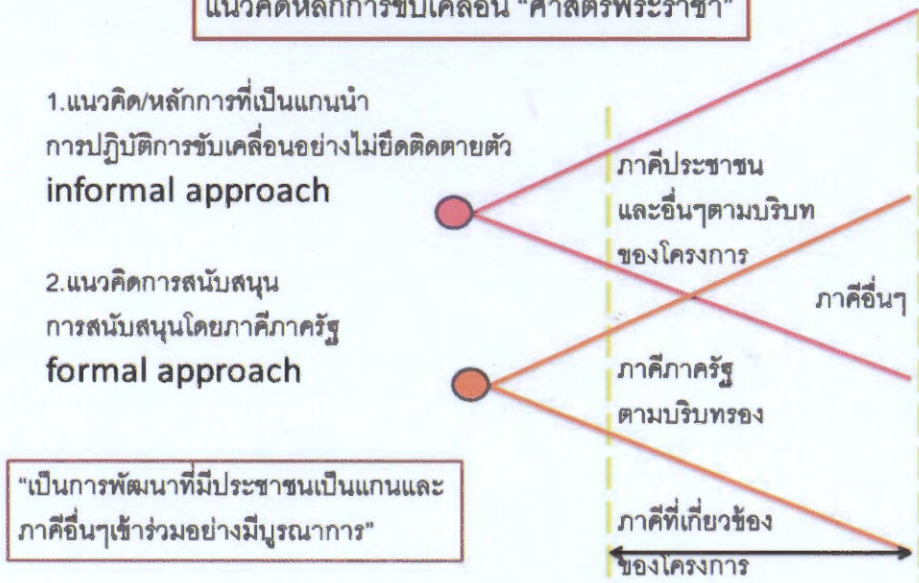 แนวคิดหลักการขับเคลื่อน "ศาสตร์พระราชา"
1.แนวคิด/หลักการที่เป็นแกนนำ
การปฏิบัติการขับเคลื่อนอย่างไม่ยึดติดตายตัว
informal approach
2.แนวคิดการสนับสนุน
การสนับสนุนโดยภาคีภาครัฐ
formal approach
"เป็นการพัฒนาที่มีประชาชนเป็นแกนและ
ภาคีอื่นๆเข้าร่วมอย่างมีบูรณาการ"
ภาคีประชาชน
และอื่นๆตามบริบท
ของโครงการ
ภาคีอื่นๆ
ภาคีภาครัฐ
ตามบริบทรอง
ภาคีที่เกี่ยวข้อง
ของโครงการ